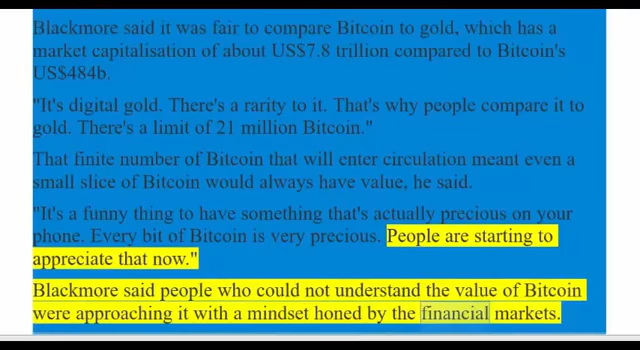 Blackmore said it was fair to compare Bitcoin to gold, which has a
market capitalisation of about US$7.8 trillion compared to Bitcoin's
US$484b.
"It's digital gold. There's a rarity to it. That's why people compare it to
gold. There's a limit of 21 million Bitcoin."
That finite number of Bitcoin that will enter circulation meant even a
small slice of Bitcoin would always have value, he said.
"It's a funny thing to have something that's actually precious on your
phone. Every bit of Bitcoin is very precious. People are starting to
appreciate that now."
Blackmore said people who could not understand the value of Bitcoin
were approaching it with a mindset honed by the financial markets.